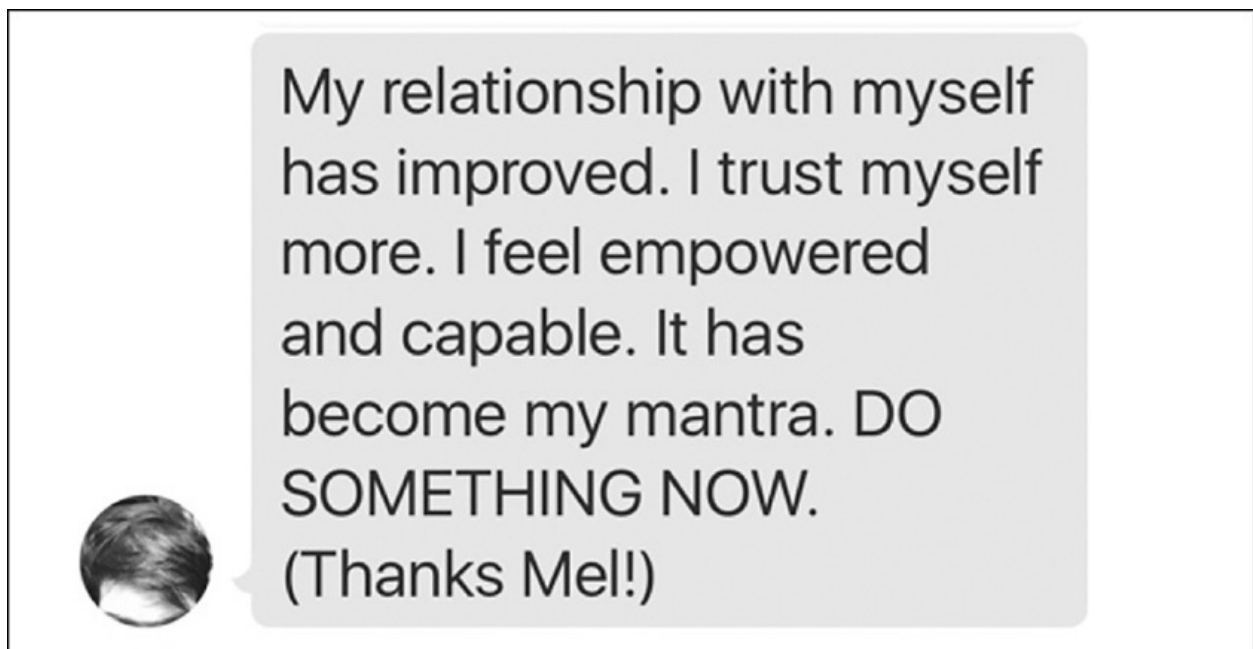 My relationship with myself
has improved. I trust myself
more. I feel empowered
and capable. It has
become my mantra. DO
SOMETHING NOW.
(Thanks Mel!)